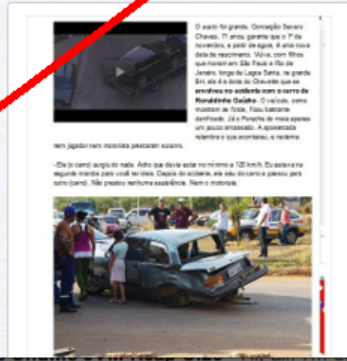 O susto foi grande. Conceição Senaro
Chaves, 71 anos, garante que o 1º de
novembro, a partir de agora, é uma nova
data de nascimento. Viúva, com filhos
que moram em São Paulo e Rio de
Janeiro, longe de Lagoa Santa, na grande
BH, ela é a dona do Chevette que se
envolveu no acidente com o carro de
Ronaldinho Gaúcho. O veículo, como
mostram as fotos, ficou bastante
danificado. Já o Porsche do meia apenas
um pouco amassado. A aposentada
relembra o que aconteceu, e reclama:
nem jogador nem motorista prestaram socorro.
-Ele (o carro) surgiu do nada. Acho que devia estar no mínimo a 120 km/h. Eu estava na
segunda marcha para você ter ideia. Depois do acidente, ele saiu do carro e passou para
outro (carro). Não prestou nenhuma assistência. Nem o motorista.